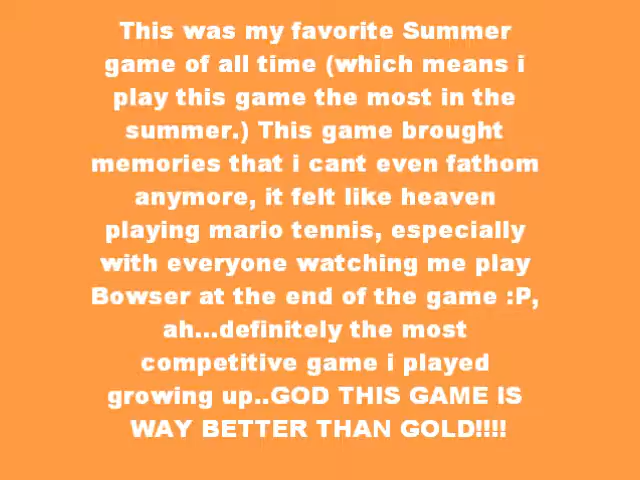 This was my favorite Summer
game of all time (which means i
play this game the most in the
summer.) This game brought
memories that i cant even fathom
anymore, it felt like heaven
playing mario tennis, especially
with everyone watching me play
Bowser at the end of the game :P,
ah...definitely the most
competitive game i played
growing up..GOD THIS GAME IS
WAY BETTER THAN GOLD!!!!